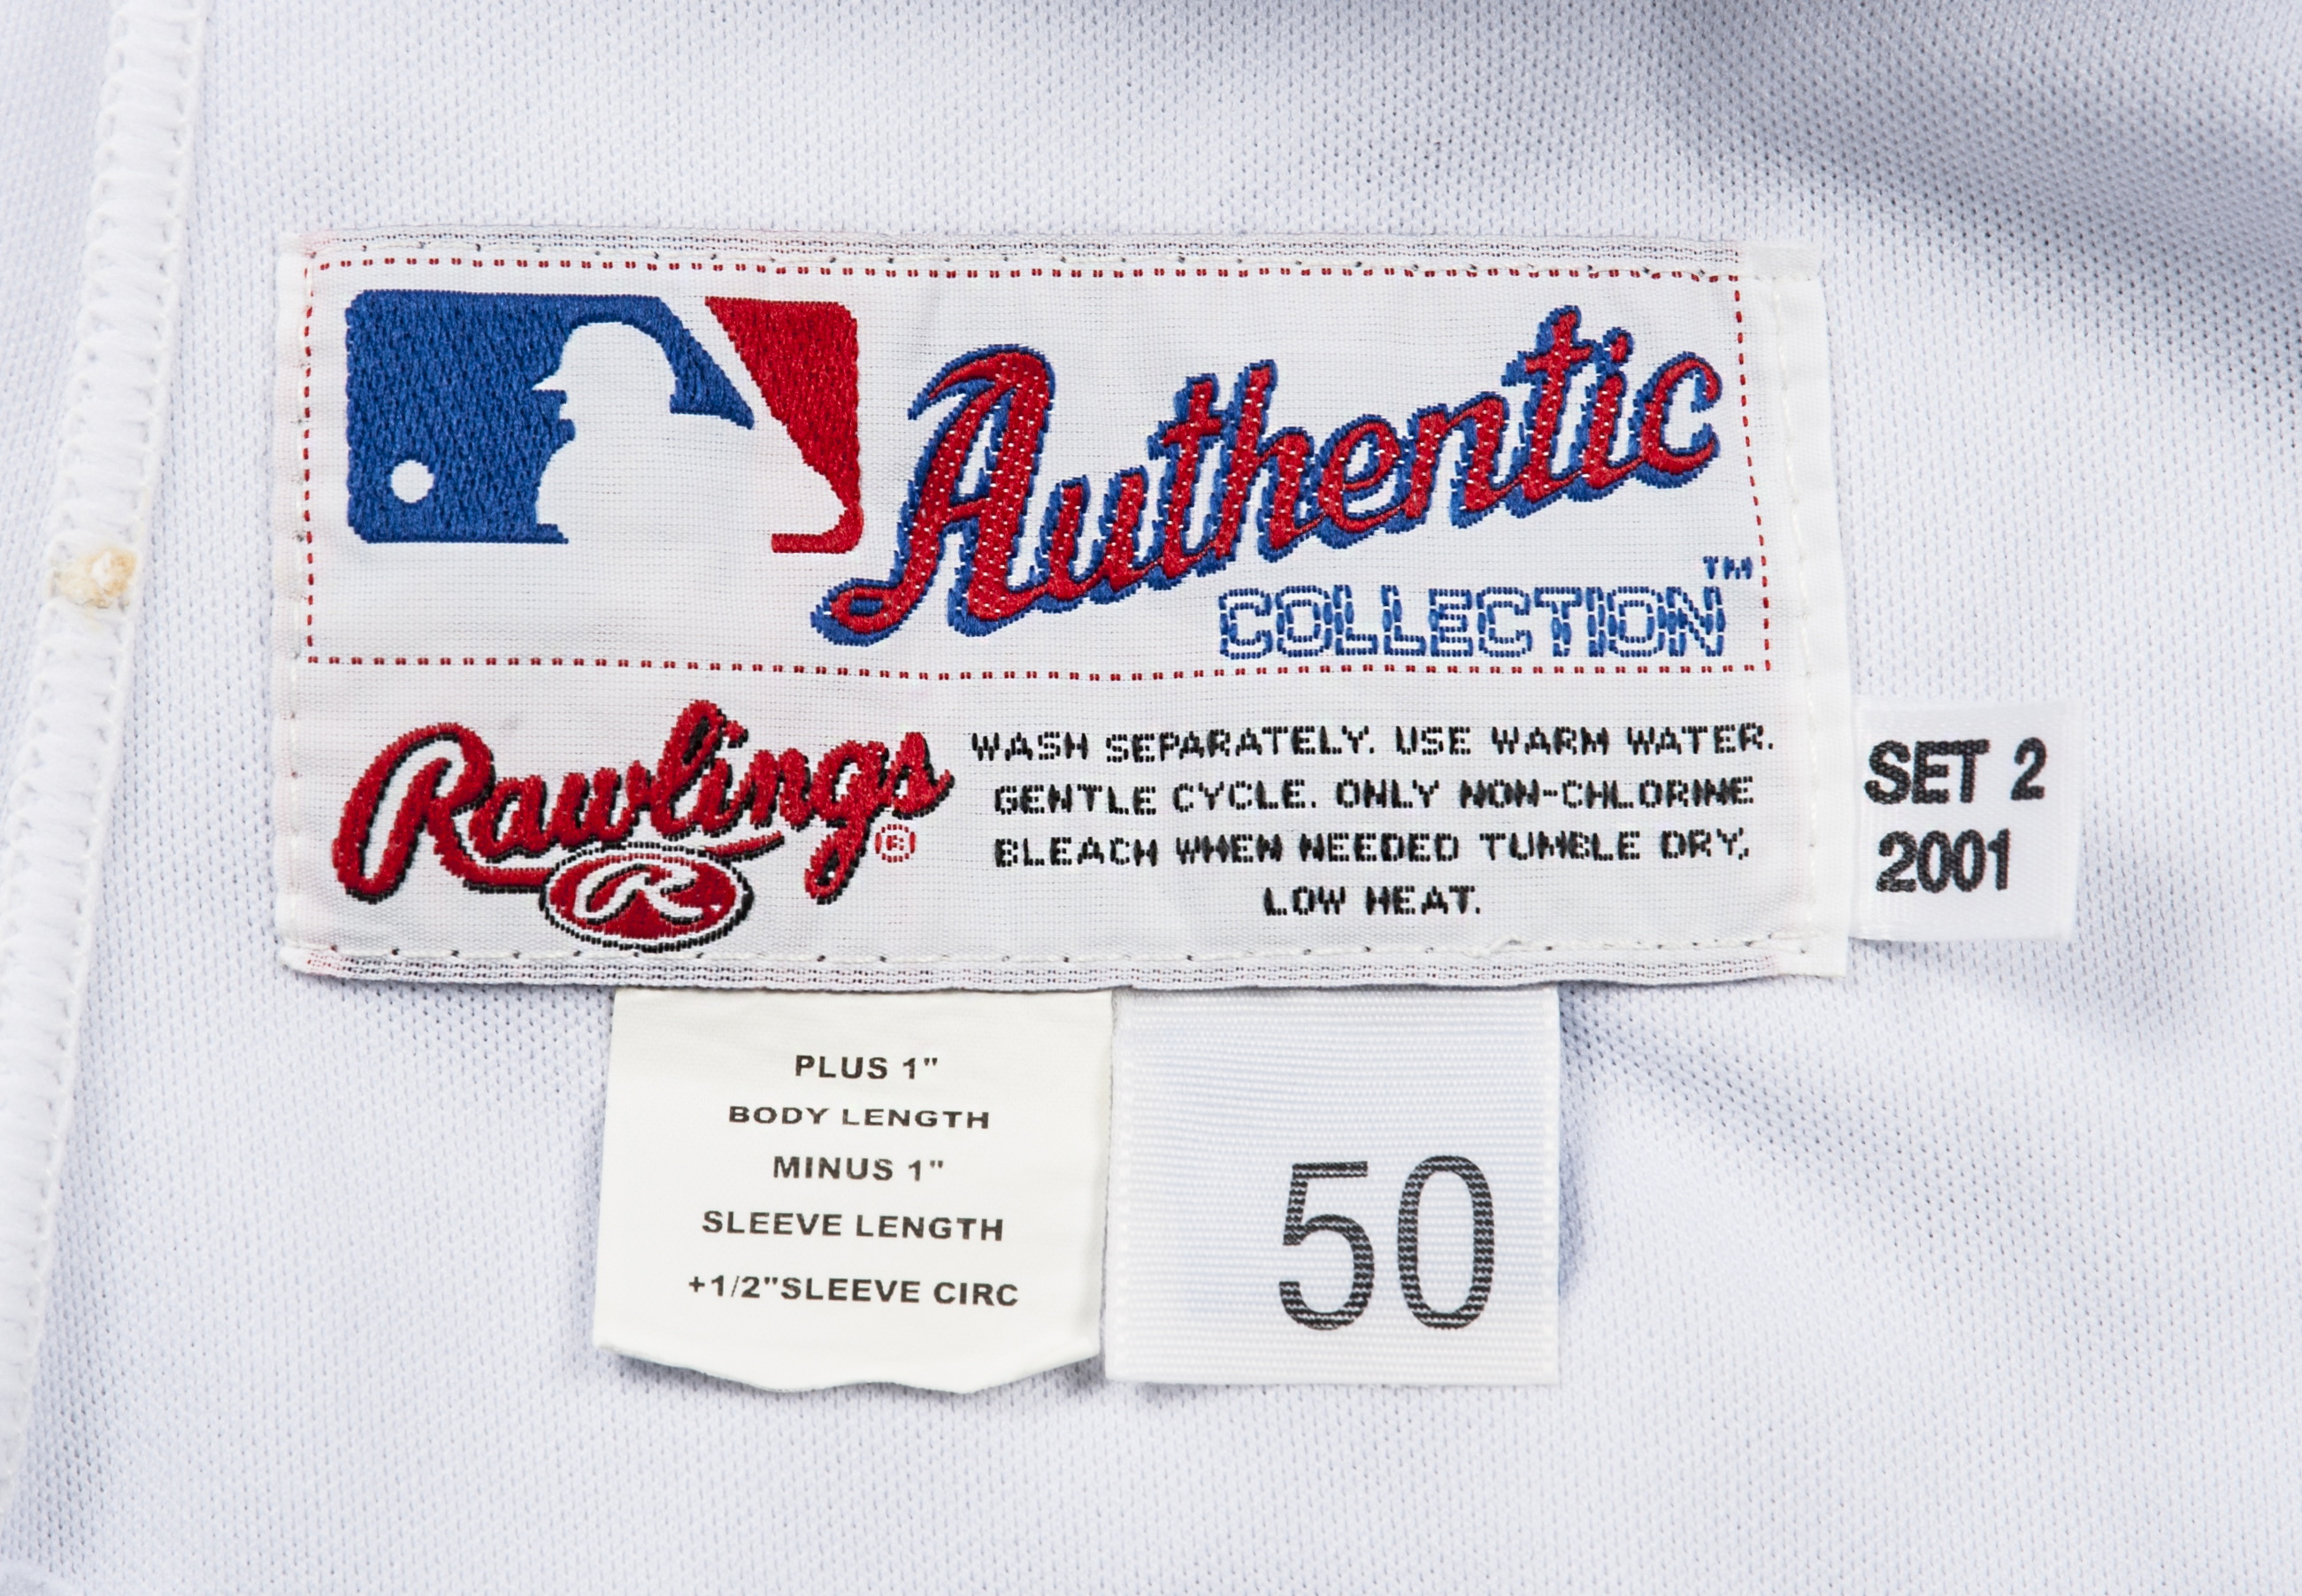 Authentic
COLLECTION™
Rawlings®
R
WASH SEPARATELY. USE WARM WATER.
GENTLE CYCLE. ONLY NON-CHLORINE
BLEACH WHEN NEEDED TUMBLE DRY,
LOW HEAT.
SET 2
2001
PLUS 1"
BODY LENGTH
MINUS 1"
SLEEVE LENGTH
+1/2"SLEEVE CIRC
50